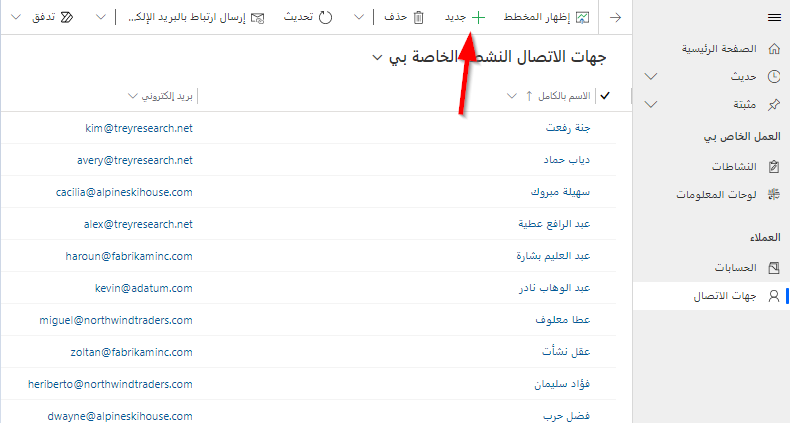 إظهار المخطط
جديد
حذف
تحديث
إرسال ارتباط بالبريد الإلك...
تدفق
جهات الاتصال النشطة الخاصة بي
الاسم بالكامل ↑
بريد إلكتروني
جنة رفعت kim@treyresearch.net
دياب حماد avery@treyresearch.net
سهيلة مبروك cacilia@alpineskihouse.com
عبد الرافع عطية alex@treyresearch.net
عبد العليم بشارة haroun@fabrikaminc.com
عبد الوهاب نادر kevin@adatum.com
عطا معلوف miguel@northwindtraders.com
عقل نشأت zoltan@fabrikaminc.com
فؤاد سليمان heriberto@northwindtraders.com
فضل حرب dwayne@alpineskihouse.com
الصفحة الرئيسية
حديث
مثبتة
العمل الخاص بي
النشاطات
لوحات المعلومات
العملاء
الحسابات
جهات الاتصال